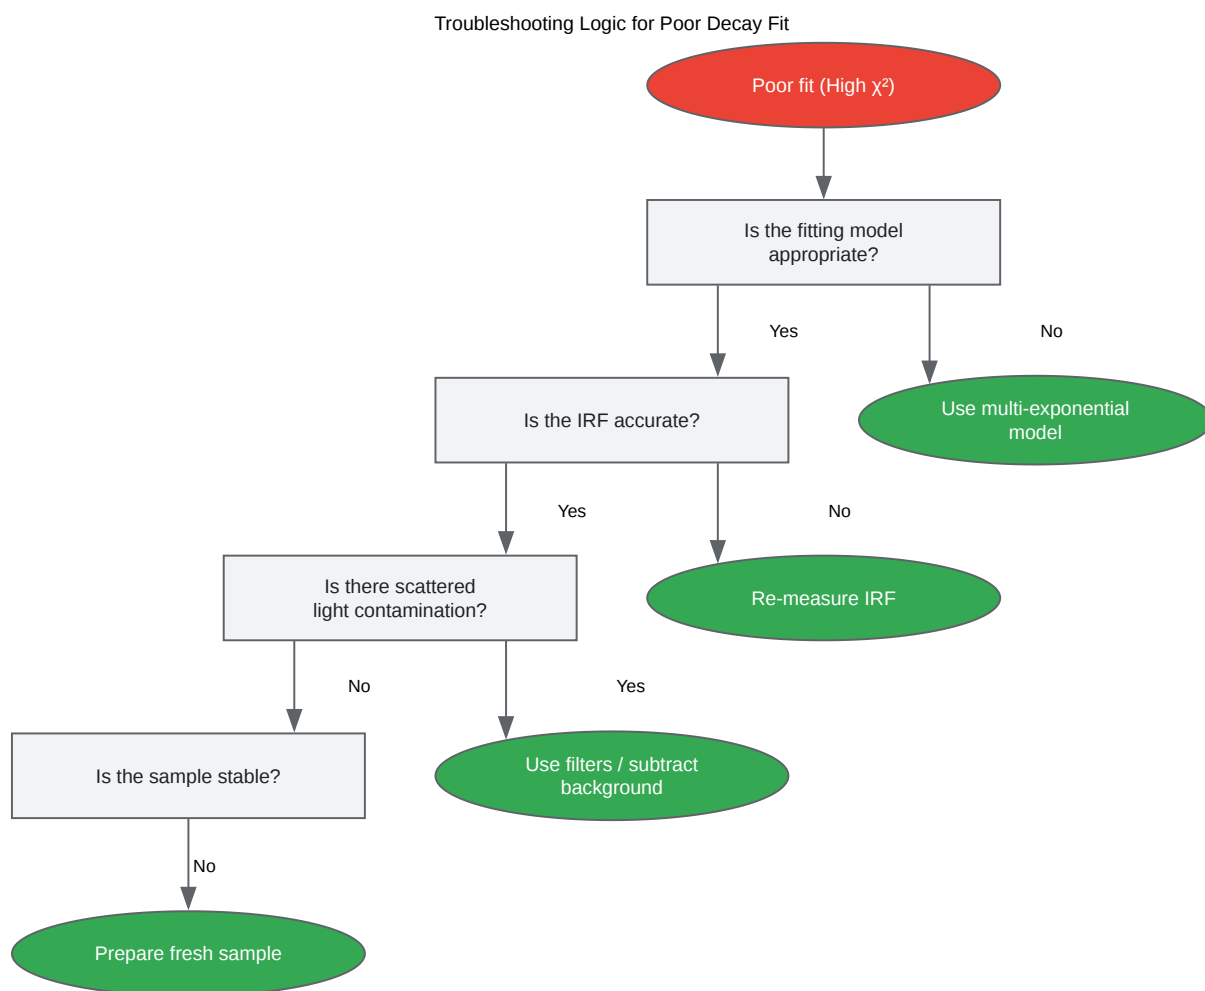 Troubleshooting Logic for Poor Decay Fit
Poor fit (High χ²)
Is the fitting model
appropriate?
Yes
No
Is the IRF accurate?
Use multi-exponential
model
Yes
No
Is there scattered
light contamination?
Re-measure IRF
No
Yes
Is the sample stable?
Use filters / subtract
background
No
Prepare fresh sample